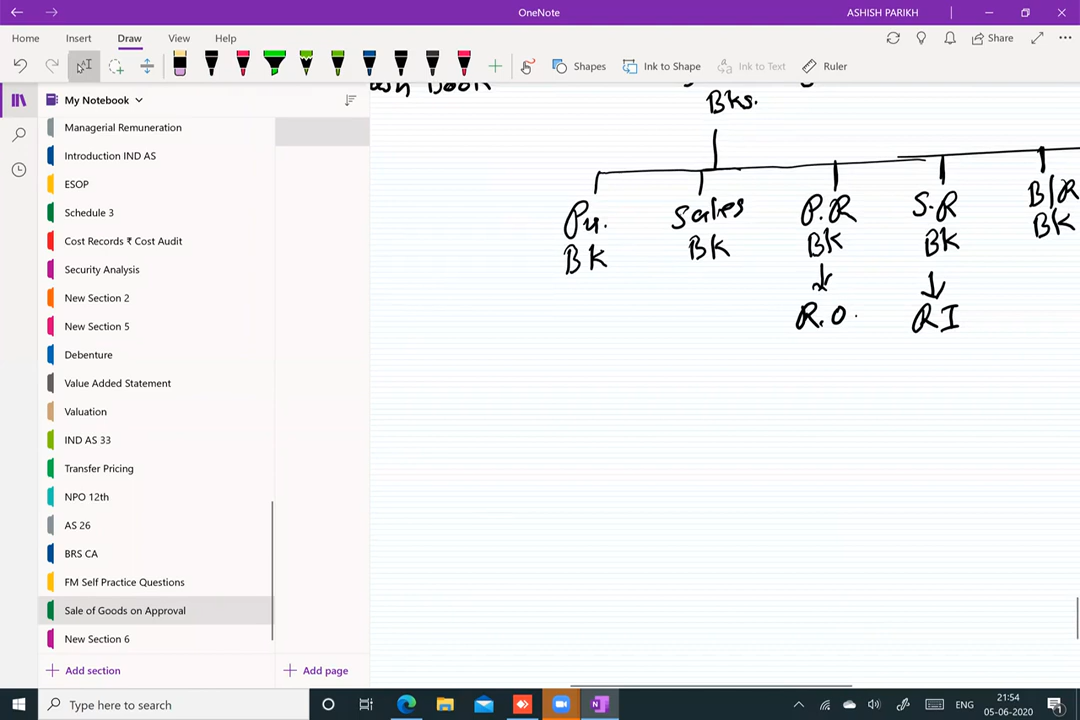 OneNote
ASHISH PARIKH
Home
Insert
Draw
View
Help
Share
Shapes
Ink to Shape
Ink to Text
Ruler
My Notebook
Managerial Remuneration
Introduction IND AS
ESOP
Schedule 3
Cost Records ₹ Cost Audit
Security Analysis
New Section 2
New Section 5
Debenture
Value Added Statement
Valuation
IND AS 33
Transfer Pricing
NPO 12th
AS 26
BRS CA
FM Self Practice Questions
Sale of Goods on Approval
New Section 6
Add section
Add page
Book
Bks.
Pu.
BK
Sales
BK
P.R
BK
R.O.
S.R
BK
RI
B/R
BK
Type here to search
ENG
21:54
05-06-2020